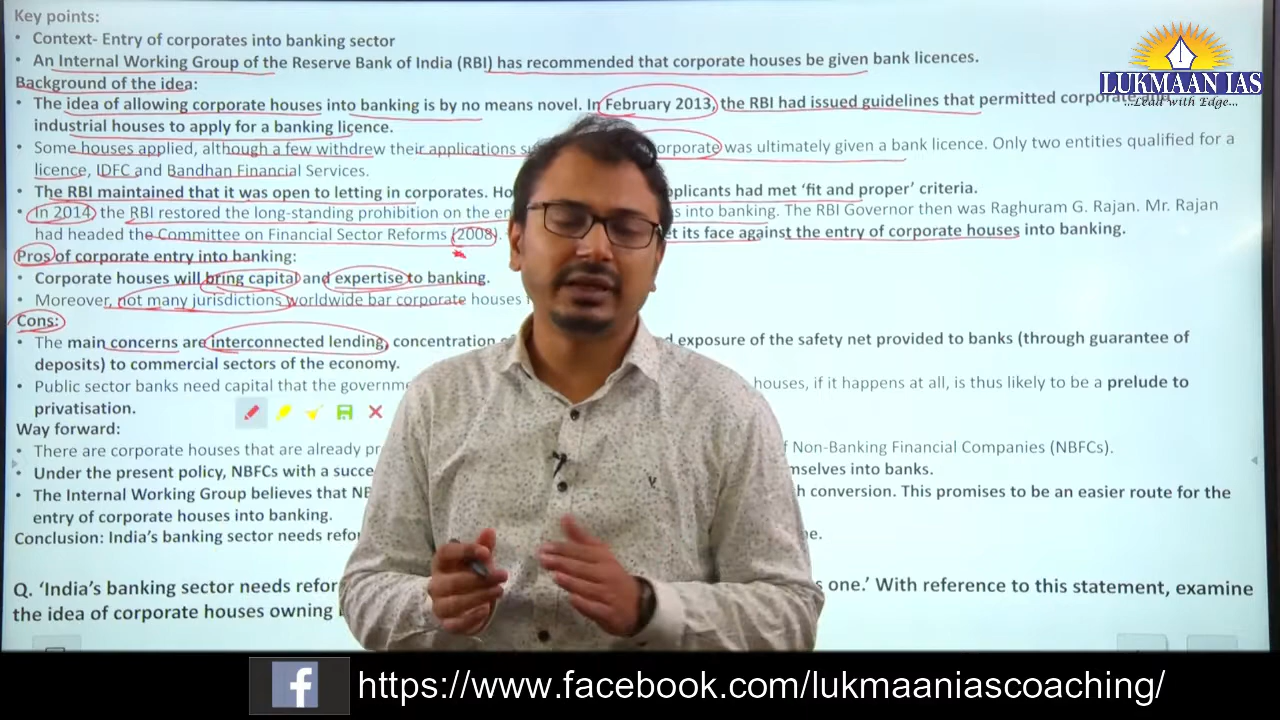 Key points:
• Context- Entry of corporates into banking sector
• An Internal Working Group of the Reserve Bank of India (RBI) has recommended that corporate houses be given bank licences.
LUKMAAN IAS
...Lead with Edge...
Background of the idea:
• The idea of allowing corporate houses into banking is by no means novel. In February 2013, the RBI had issued guidelines that permitted corporate and
industrial houses to apply for a banking licence.
• Some houses applied, although a few withdrew their applications corporate was ultimately given a bank licence. Only two entities qualified for a
licence, IDFC and Bandhan Financial Services.
• The RBI maintained that it was open to letting in corporates. had met ‘fit and proper’ criteria.
• In 2014, the RBI restored the long-standing prohibition on the into banking. The RBI Governor then was Raghuram G. Rajan. Mr. Rajan
had headed the Committee on Financial Sector Reforms (2008). its face against the entry of corporate houses into banking.
Pros of corporate entry into banking:
• Corporate houses will bring capital and expertise to banking.
• Moreover, not many jurisdictions worldwide bar corporate houses
Cons:
• The main concerns are interconnected lending, concentration exposure of the safety net provided to banks (through guarantee of
deposits) to commercial sectors of the economy.
• Public sector banks need capital that the houses, if it happens at all, is thus likely to be a prelude to
privatisation.
Way forward:
• There are corporate houses that are already Non-Banking Financial Companies (NBFCs).
• Under the present policy, NBFCs with a into banks.
• The Internal Working Group believes that conversion. This promises to be an easier route for the
entry of corporate houses into banking.
Conclusion: India’s banking sector needs
Q. ‘India’s banking sector needs one.’ With reference to this statement, examine
the idea of corporate houses owning
f https://www.facebook.com/lukmaaniascoaching/